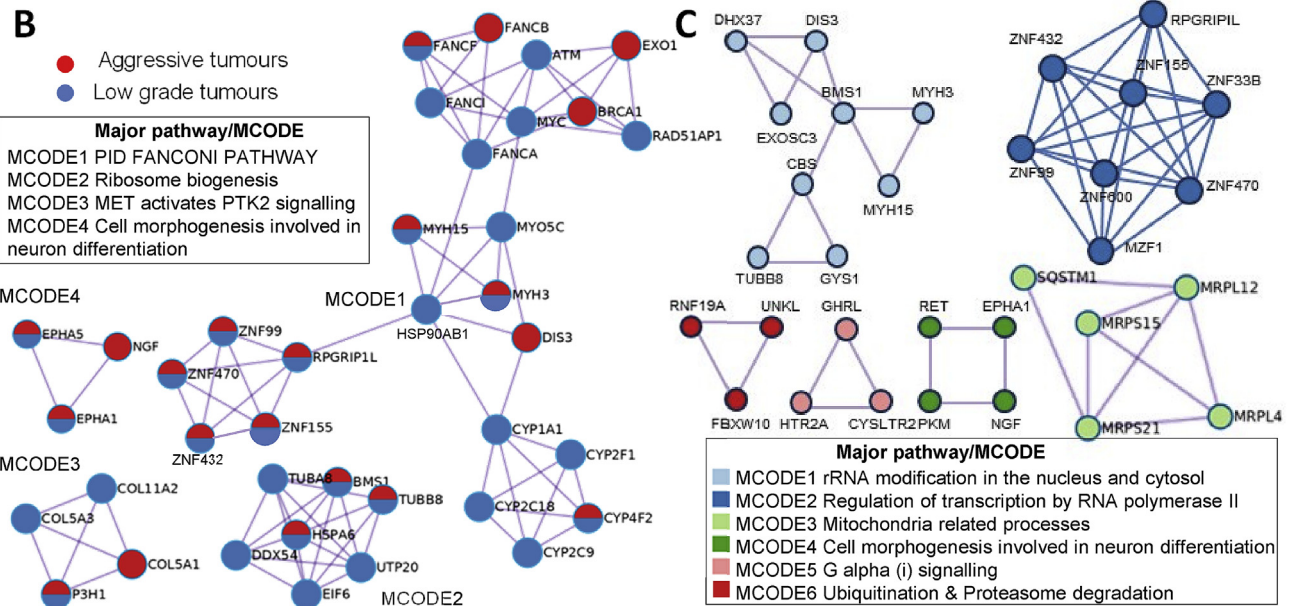 B
Aggressive tumours
Low grade tumours
Major pathway/MCODE
MCODE1 PID FANCONI PATHWAY
MCODE2 Ribosome biogenesis
MCODE3 MET activates PTK2 signalling
MCODE4 Cell morphogenesis involved in
neuron differentiation
FANCB
FANCF
ATM
EXO1
FANCI
BRCA1
MYC
RAD51AP1
FANCA
MYH15
MYO5C
MCODE1
MYH3
HSP90AB1
DIS3
MCODE4
EPHA5
NGF
EPHA1
ZNF99
RPGRIP1L
ZNF470
ZNF155
ZNF432
CYP1A1
CYP2F1
CYP2C18
CYP4F2
CYP2C9
MCODE3
COL11A2
COL5A3
COL5A1
P3H1
TUBA8
BMS1
TUBB8
HSPA6
DDX54
UTP20
EIF6
MCODE2
C
DHX37
DIS3
BMS1
MYH3
EXOSC3
CBS
MYH15
TUBB8
GYS1
RPGRIPIL
ZNF432
ZNF155
ZNF33B
ZNF99
ZNF600
ZNF470
MZF1
RNF19A
UNKL
FBXW10
GHRL
HTR2A
CYSLTR2
RET
EPHA1
PKM
NGF
SQSTM1
MRPL12
MRPS15
MRPL4
MRPS21
Major pathway/MCODE
MCODE1 rRNA modification in the nucleus and cytosol
MCODE2 Regulation of transcription by RNA polymerase II
MCODE3 Mitochondria related processes
MCODE4 Cell morphogenesis involved in neuron differentiation
MCODE5 G alpha (i) signalling
MCODE6 Ubitination & Proteasome degradation